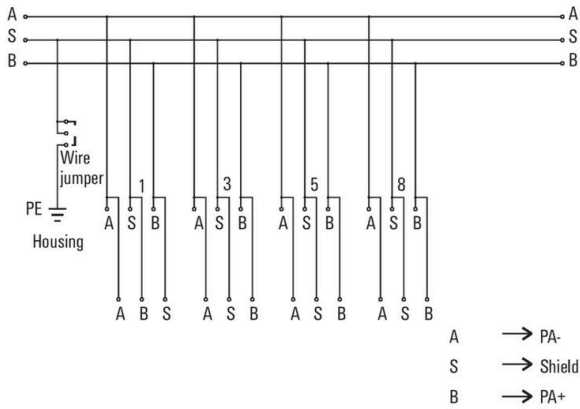 A A
S S
B B
Wire
jumper
1 3 5 8
PE
A S B A S B A S B A S B
Housing
A B S A S B A S B A S B
A → PA-
S → Shield
B → PA+